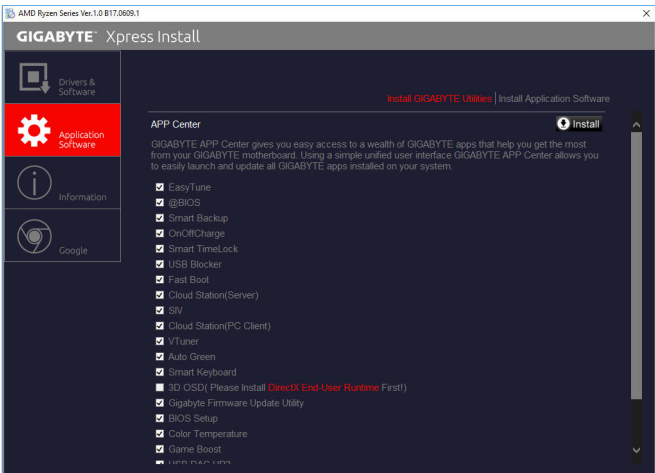 AMD Ryzen Series Ver.1.0 B17.0609.1
GIGABYTE™ Xpress Install
Drivers &
Software
Application
Software
Information
Google
Install GIGABYTE Utilities | Install Application Software
APP Center
Install
GIGABYTE APP Center gives you easy access to a wealth of GIGABYTE apps that help you get the most
from your GIGABYTE motherboard. Using a simple unified user interface GIGABYTE APP Center allows you
to easily launch and update all GIGABYTE apps installed on your system.
EasyTune
@BIOS
Smart Backup
OnOffCharge
Smart TimeLock
USB Blocker
Fast Boot
Cloud Station(Server)
SIV
Cloud Station(PC Client)
VTuner
Auto Green
Smart Keyboard
3D OSD( Please Install DirectX End-User Runtime First!)
Gigabyte Firmware Update Utility
BIOS Setup
Color Temperature
Game Boost
USB DAC-UP2